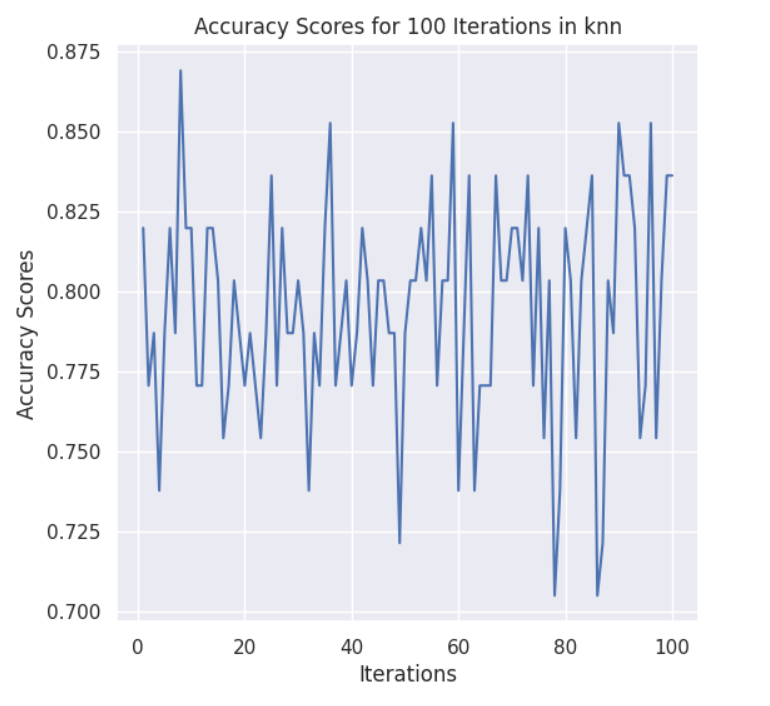 Accuracy Scores for 100 Iterations in knn
0.875
0.850
0.825
0.800
0.775
0.750
0.725
0.700
Accuracy Scores
0 20 40 60 80 100
Iterations